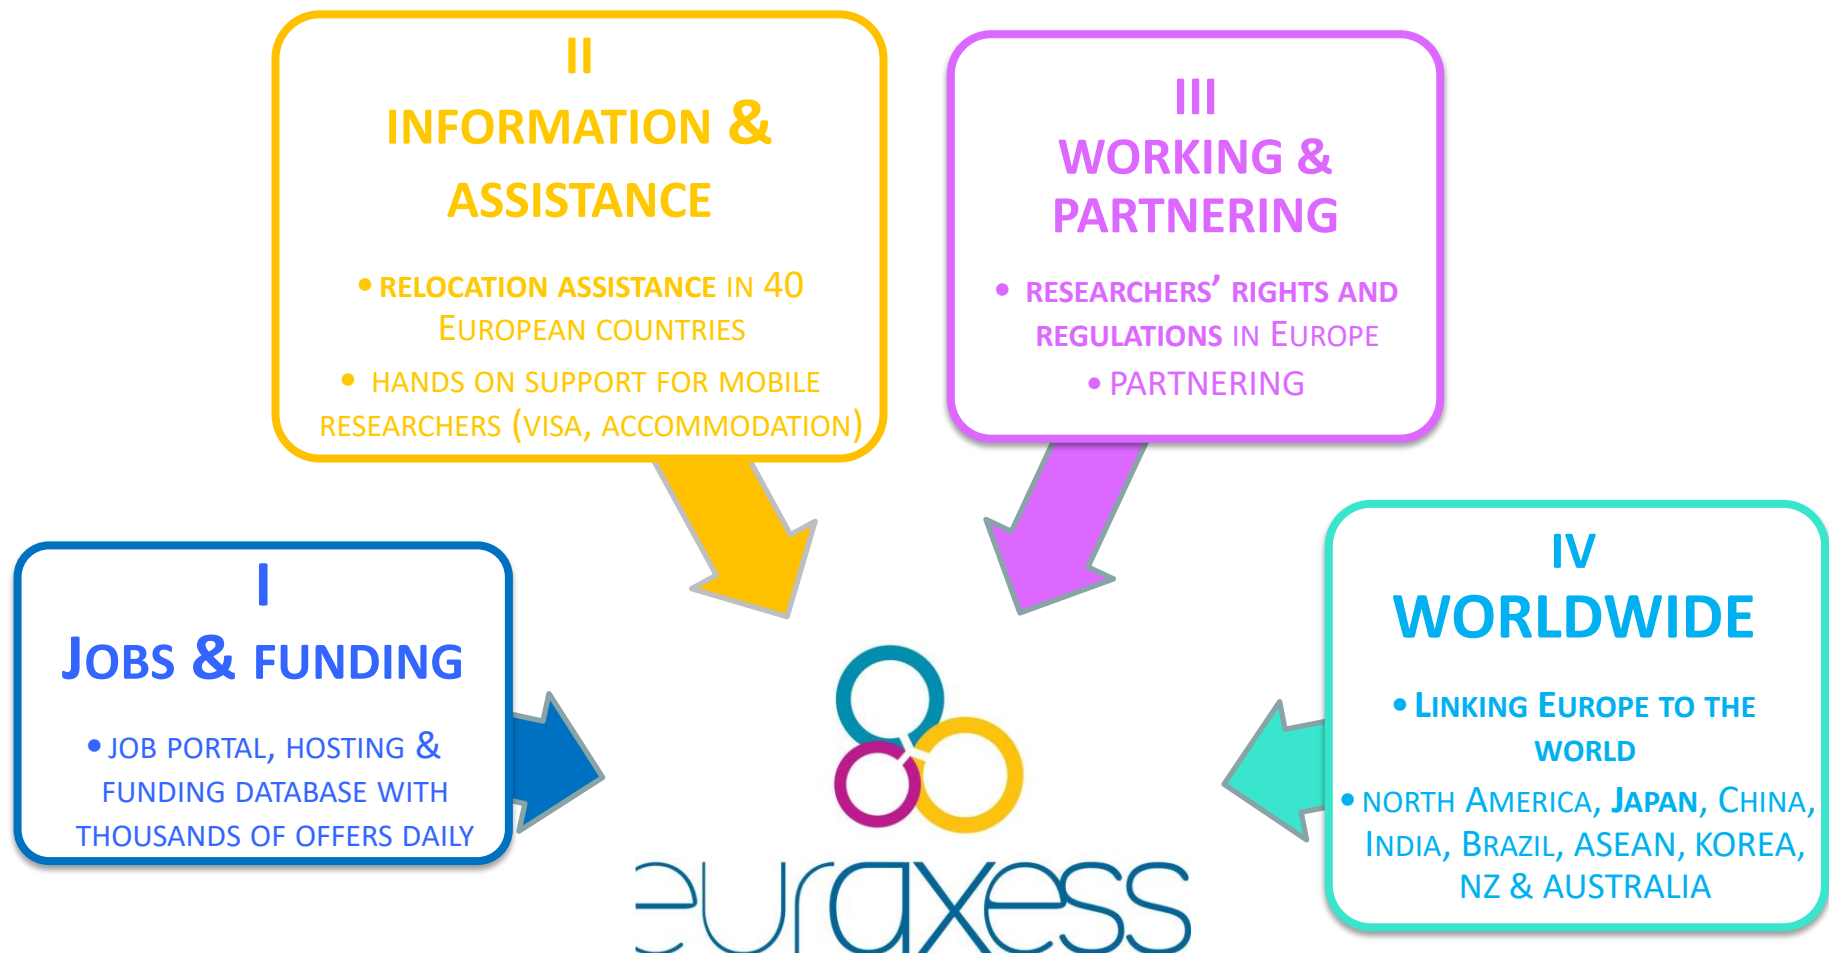 I
JOBS & FUNDING
• JOB PORTAL, HOSTING &
FUNDING DATABASE WITH
THOUSANDS OF OFFERS DAILY
II
INFORMATION &
ASSISTANCE
• RELOCATION ASSISTANCE IN 40
EUROPEAN COUNTRIES
• HANDS ON SUPPORT FOR MOBILE
RESEARCHERS (VISA, ACCOMMODATION)
III
WORKING &
PARTNERING
• RESEARCHERS’ RIGHTS AND
REGULATIONS IN EUROPE
• PARTNERING
IV
WORLDWIDE
• LINKING EUROPE TO THE
WORLD
• NORTH AMERICA, JAPAN, CHINA,
INDIA, BRAZIL, ASEAN, KOREA,
NZ & AUSTRALIA
euraxess